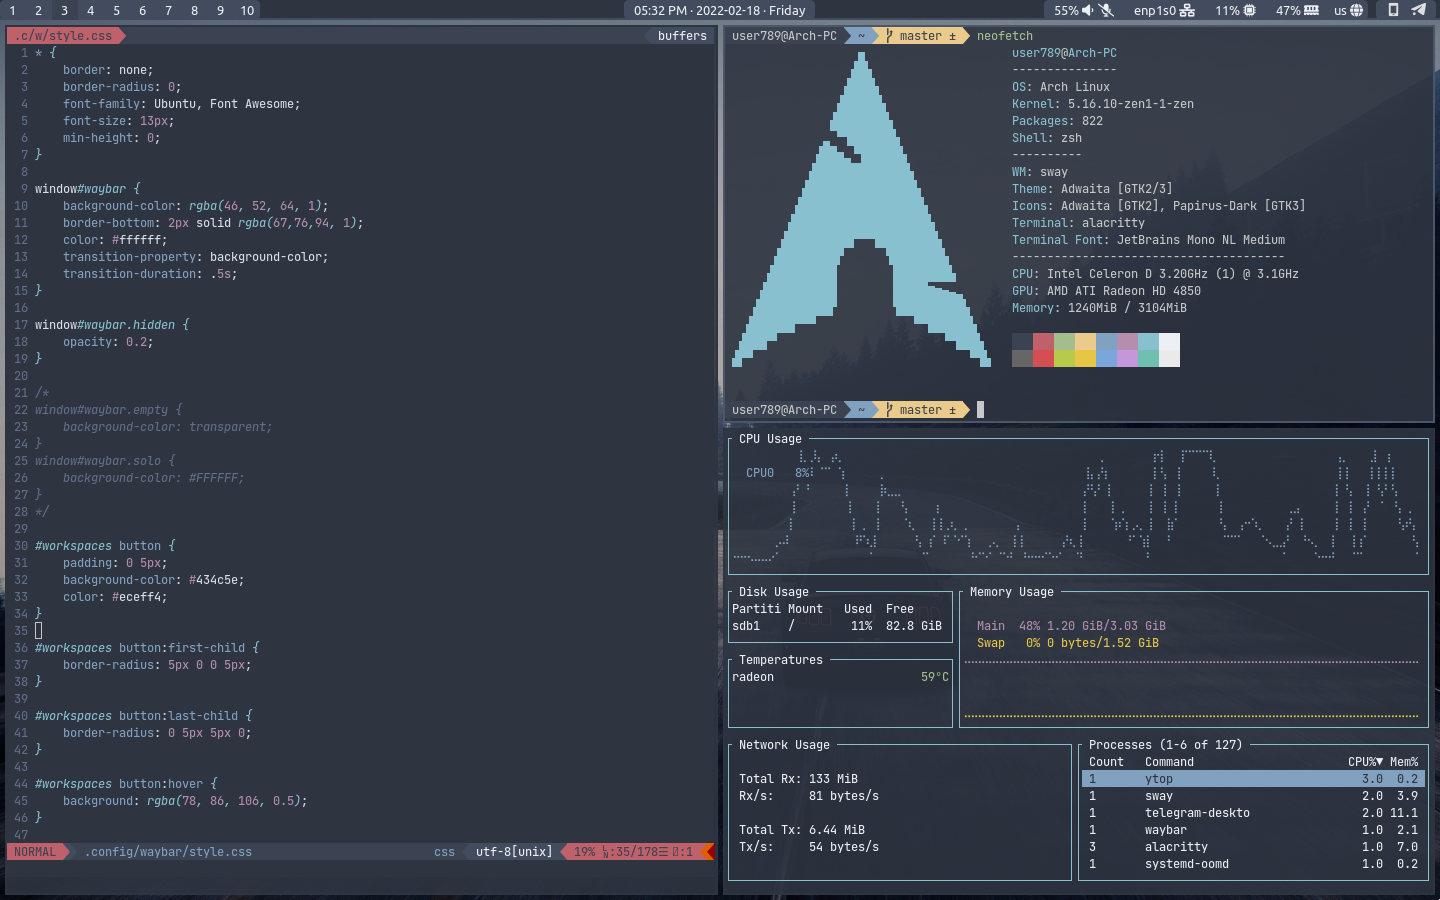 1 2 3 4 5 6 7 8 9 10
05:32 PM · 2022-02-18 · Friday
55% enp1s0 11% 47% us
.c/w/style.css buffers
1 * {
2 border: none;
3 border-radius: 0;
4 font-family: Ubuntu, Font Awesome;
5 font-size: 13px;
6 min-height: 0;
7 }
8
9 window#waybar {
10 background-color: rgba(46, 52, 64, 1);
11 border-bottom: 2px solid rgba(67,76,94, 1);
12 color: #ffffff;
13 transition-property: background-color;
14 transition-duration: .5s;
15 }
16
17 window#waybar.hidden {
18 opacity: 0.2;
19 }
20
21 /*
22 window#waybar.empty {
23 background-color: transparent;
24 }
25 window#waybar.solo {
26 background-color: #FFFFFF;
27 }
28 */
29
30 #workspaces button {
31 padding: 0 5px;
32 background-color: #434c5e;
33 color: #eceff4;
34 }
35
36 #workspaces button:first-child {
37 border-radius: 5px 0 0 5px;
38 }
39
40 #workspaces button:last-child {
41 border-radius: 0 5px 5px 0;
42 }
43
44 #workspaces button:hover {
45 background: rgba(78, 86, 106, 0.5);
46 }
47
NORMAL .config/waybar/style.css css utf-8[unix] 19% :35/178 :1
user789@Arch-PC ~ master ± neofetch
user789@Arch-PC
---------------
OS: Arch Linux
Kernel: 5.16.10-zen1-1-zen
Packages: 822
Shell: zsh
----------
WM: sway
Theme: Adwaita [GTK2/3]
Icons: Adwaita [GTK2], Papirus-Dark [GTK3]
Terminal: alacritty
Terminal Font: JetBrains Mono NL Medium
---------------------------------------
CPU: Intel Celeron D 3.20GHz (1) @ 3.1GHz
GPU: AMD ATI Radeon HD 4850
Memory: 1240MiB / 3104MiB
user789@Arch-PC ~ master ±
CPU Usage
CPU0 8%
Disk Usage
Partiti Mount Used Free
sdb1 / 11% 82.8 GiB
Temperatures
radeon 59°C
Memory Usage
Main 48% 1.20 GiB/3.03 GiB
Swap 0% 0 bytes/1.52 GiB
Network Usage
Total Rx: 133 MiB
Rx/s: 81 bytes/s
Total Tx: 6.44 MiB
Tx/s: 54 bytes/s
Processes (1-6 of 127)
Count Command CPU%▼ Mem%
1 ytop 3.0 0.2
1 sway 2.0 3.9
1 telegram-deskto 2.0 11.1
1 waybar 1.0 2.1
3 alacritty 1.0 7.0
1 systemd-oomd 1.0 0.2